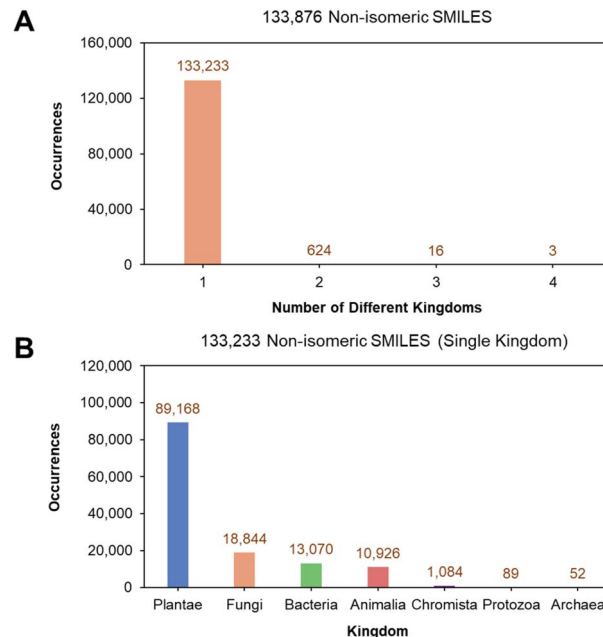 A
133,876 Non-isomeric SMILES
160,000
120,000
80,000
40,000
0
Occurrences
133,233
624
16
3
1 2 3 4
Number of Different Kingdoms
B
133,233 Non-isomeric SMILES (Single Kingdom)
120,000
100,000
80,000
60,000
40,000
20,000
0
Occurrences
89,168
18,844
13,070
10,926
1,084
89
52
Plantae Fungi Bacteria Animalia Chromista Protozoa Archaea
Kingdom